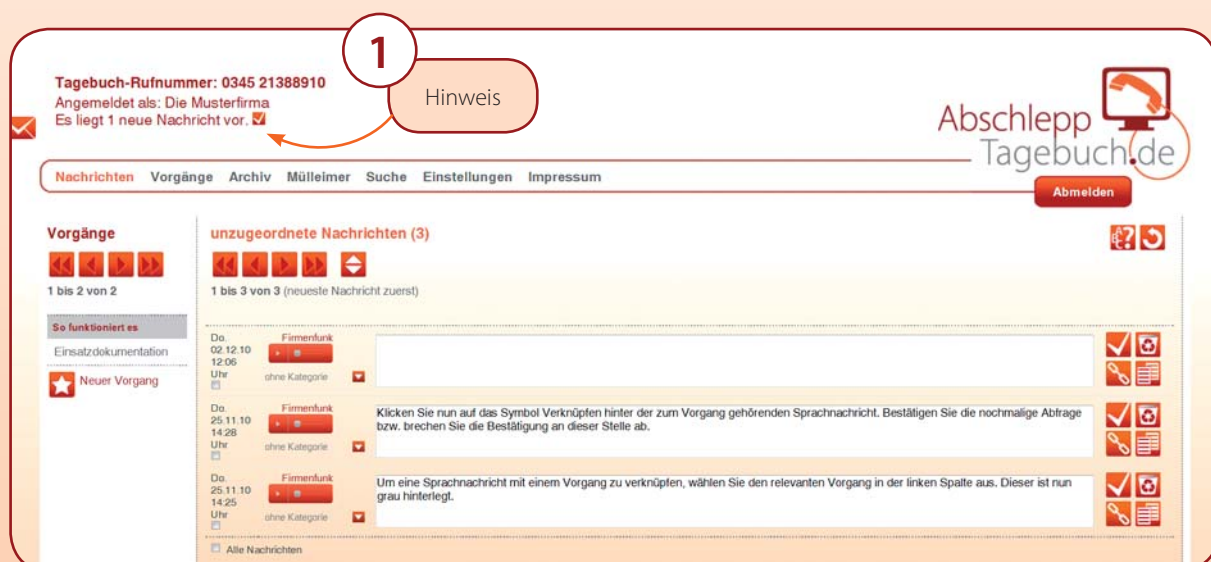 1
Hinweis
Tagebuch-Rufnummer: 0345 21388910
Angemeldet als: Die Musterfirma
Es liegt 1 neue Nachricht vor.
Abschlepp
Tagebuch.de
Nachrichten Vorgänge Archiv Mülleimer Suche Einstellungen Impressum
Abmelden
Vorgänge
1 bis 2 von 2
So funktioniert es
Einsatzdokumentation
Neuer Vorgang
unzugeordnete Nachrichten (3)
1 bis 3 von 3 (neueste Nachricht zuerst)
Do.
02.12.10
12:06
Uhr
Firmenfunk
ohne Kategorie
Do.
25.11.10
14:28
Uhr
Firmenfunk
ohne Kategorie
Klicken Sie nun auf das Symbol Verknüpfen hinter der zum Vorgang gehörenden Sprachnachricht. Bestätigen Sie die nochmalige Abfrage
bzw. brechen Sie die Bestätigung an dieser Stelle ab.
Do.
25.11.10
14:25
Uhr
Firmenfunk
ohne Kategorie
Um eine Sprachnachricht mit einem Vorgang zu verknüpfen, wählen Sie den relevanten Vorgang in der linken Spalte aus. Dieser ist nun
grau hinterlegt.
Alle Nachrichten